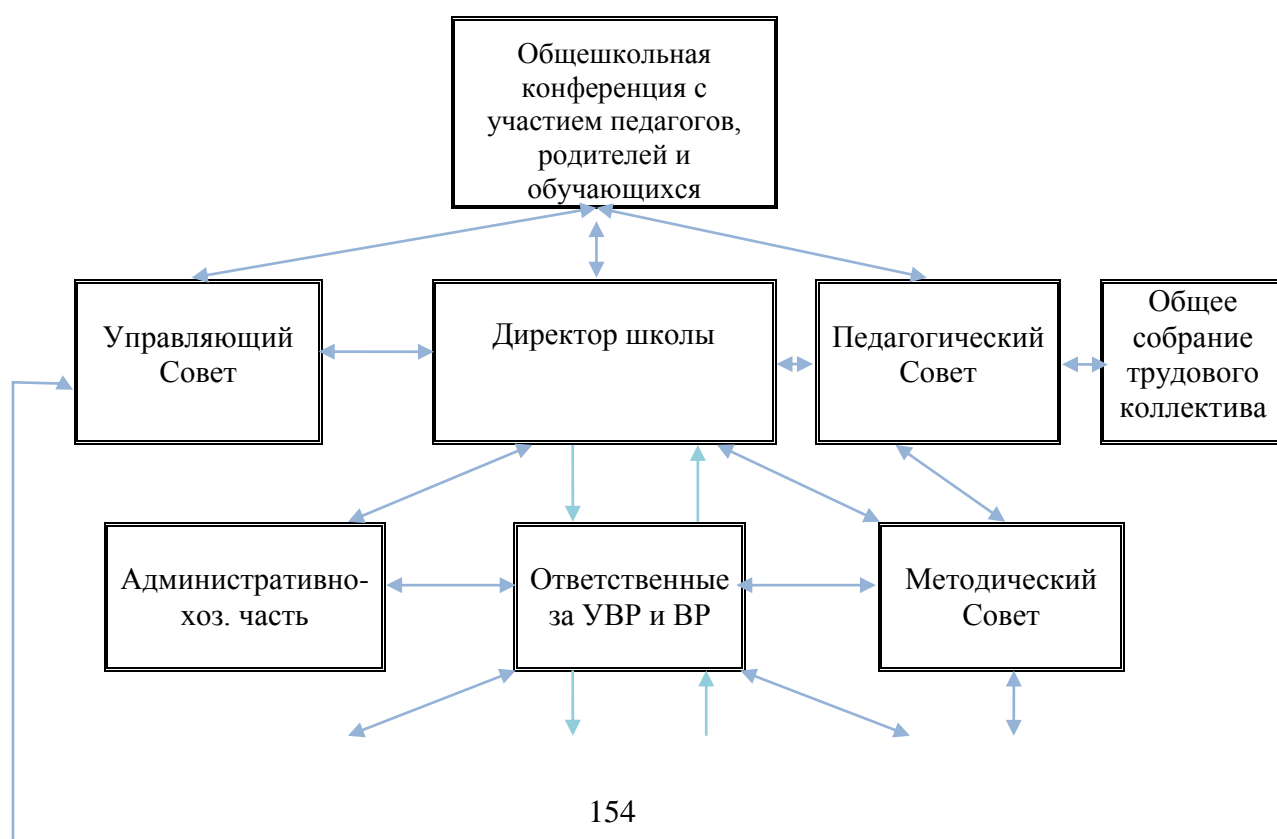 Общешкольная
конференция с
участием педагогов,
родителей и
обучающихся
Управляющий
Совет
Директор школы
Педагогический
Совет
Общее
собрание
трудового
коллектива
Административно-
хоз. часть
Ответственные
за УВР и ВР
Методический
Совет
154